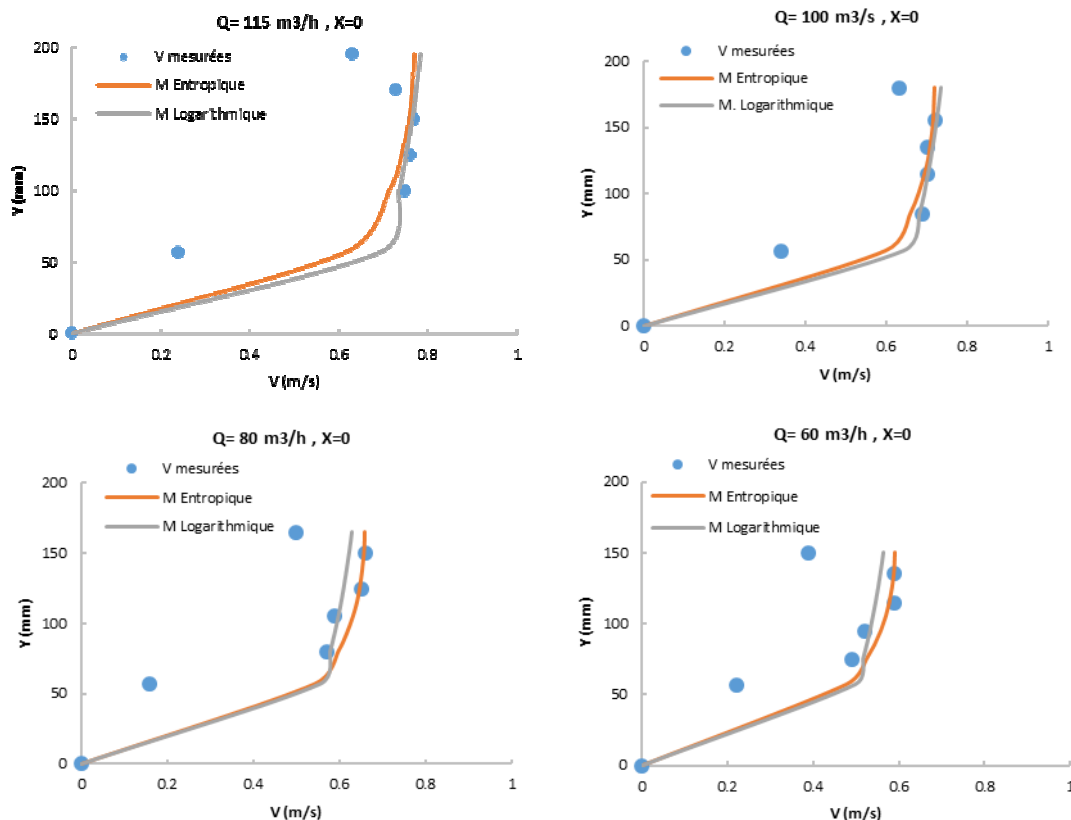 Q= 115 m3/h , X=0
V mesurées
M Entropique
M Logarithmique
200
150
100
50
0
Y (mm)
0
0.2
0.4
0.6
0.8
1
V (m/s)
Q= 100 m3/s , X=0
V mesurées
M Entropique
M. Logarithmique
200
150
100
50
0
Y (mm)
0
0.2
0.4
0.6
0.8
1
V (m/s)
Q= 80 m3/h , X=0
V mesurées
M Entropique
M Logarithmique
200
150
100
50
0
Y (mm)
0
0.2
0.4
0.6
0.8
1
V (m/s)
Q= 60 m3/h , X=0
V mesurées
M Entropique
M Logarithmique
200
150
100
50
0
Y (mm)
0
0.2
0.4
0.6
0.8
1
V (m/s)